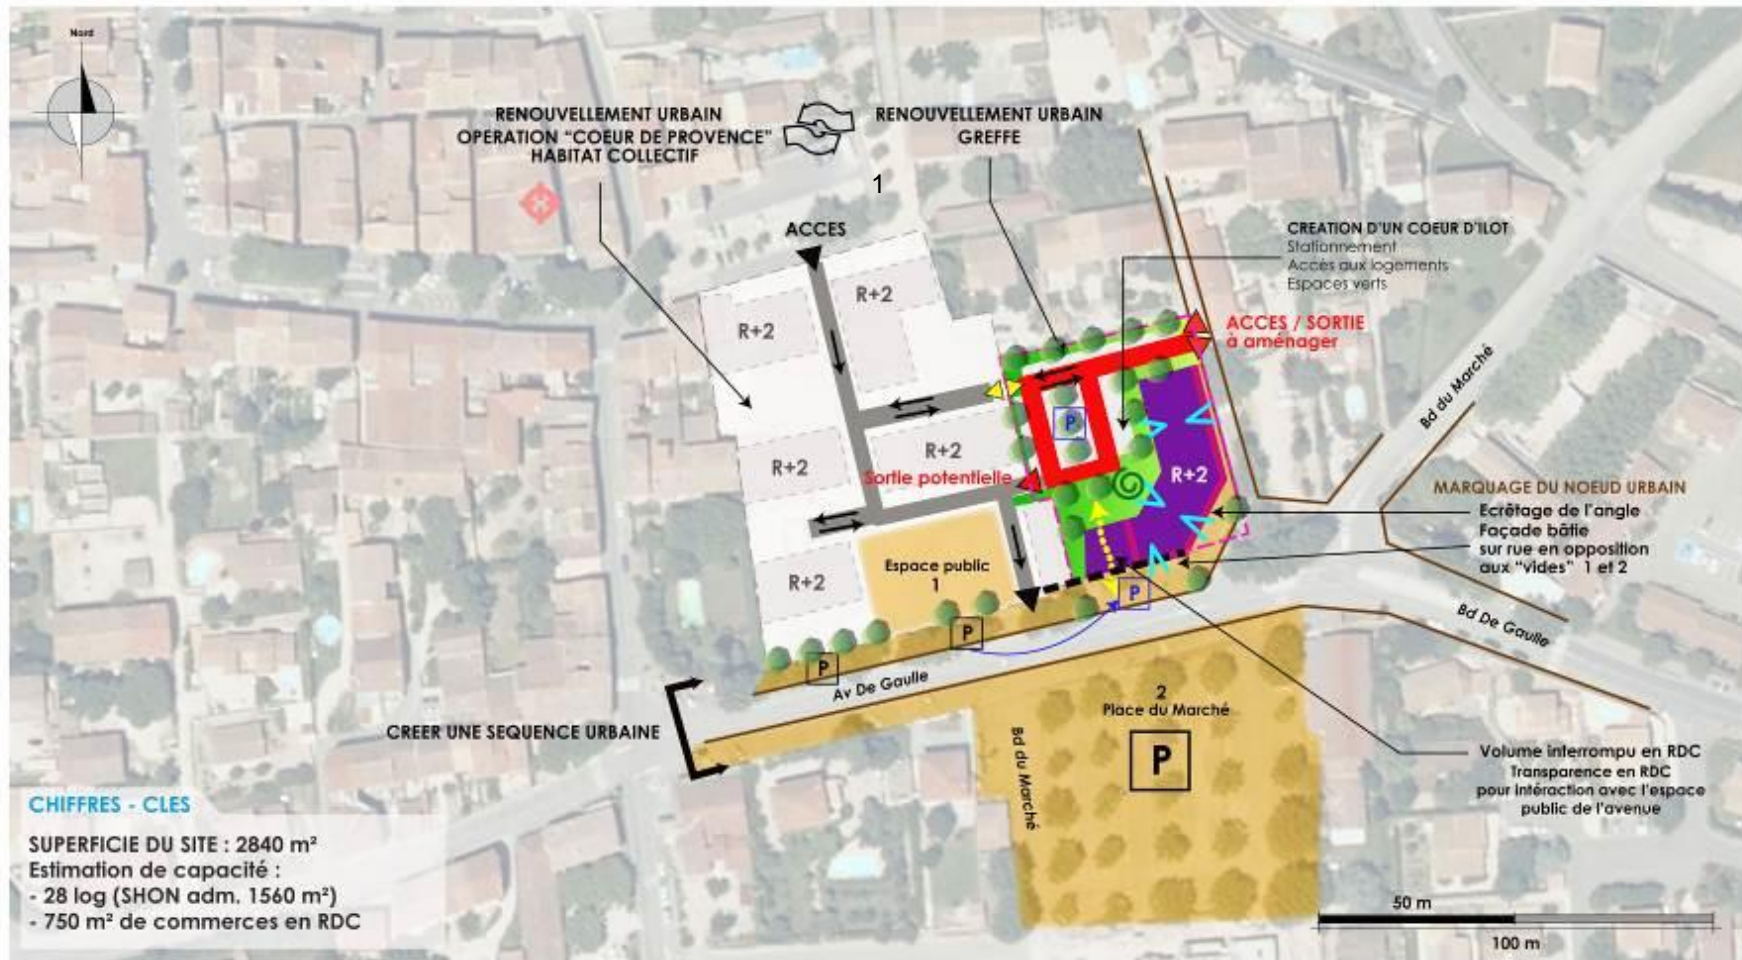 Nord
RENOUVELLEMENT URBAIN
OPERATION "COEUR DE PROVENCE"
HABITAT COLLECTIF
RENOUVELLEMENT URBAIN
GREFFE
1
ACCES
CREATION D'UN COEUR D'ILOT
Stationnement
Accès aux logements
Espaces verts
R+2
R+2
ACCES / SORTIE
à aménager
Bd du Marché
P
R+2
R+2
Sortie potentielle
R+2
MARQUAGE DU NOEUD URBAIN
Ecrêtage de l'angle
Façade bâtie
sur rue en opposition
aux "vides" 1 et 2
Espace public
1
R+2
P
P
P
Bd De Gaulle
Av De Gaulle
2
Place du Marché
P
CREER UNE SEQUENCE URBAINE
Bd du Marché
Volume interrompu en RDC
Transparence en RDC
pour intéraction avec l'espace
public de l'avenue
CHIFFRES - CLES
SUPERFICIE DU SITE : 2840 m²
Estimation de capacité :
- 28 log (SHON adm. 1560 m²)
- 750 m² de commerces en RDC
50 m
100 m